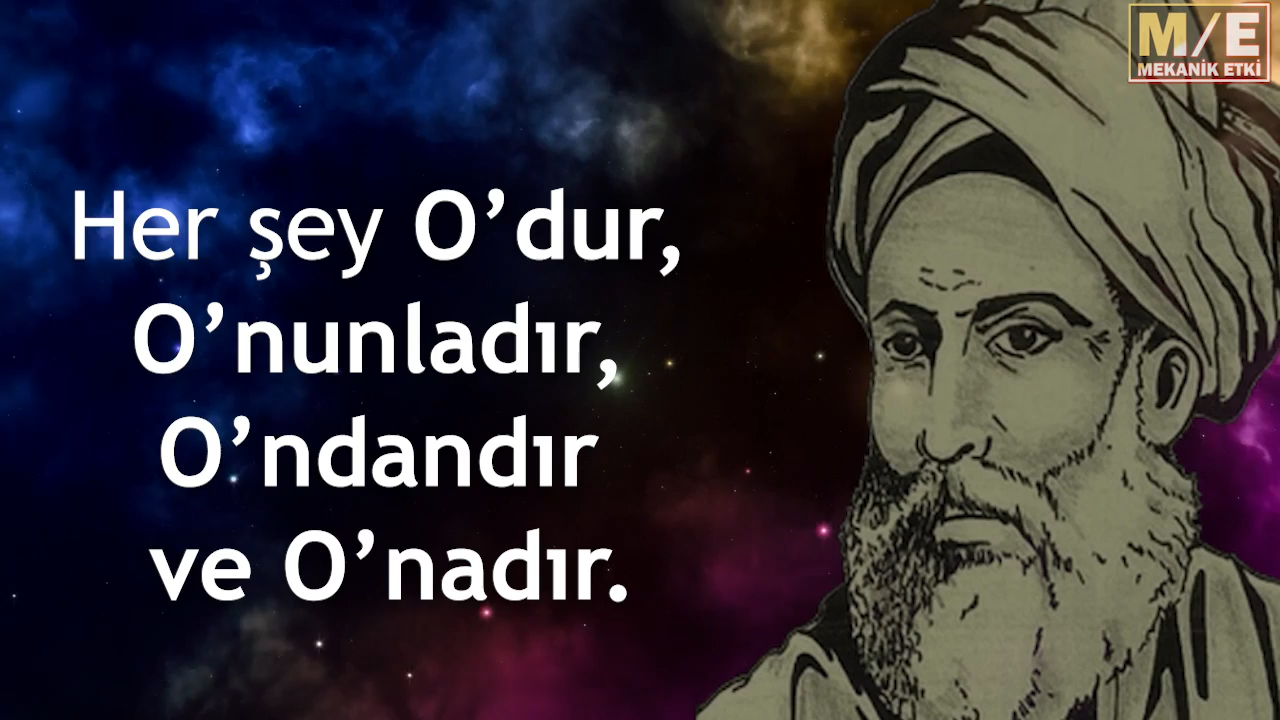 M/E
MEKANİK ETKİ
Her şey O’dur,
O’nunladır,
O’ndandır
ve O’nadır.